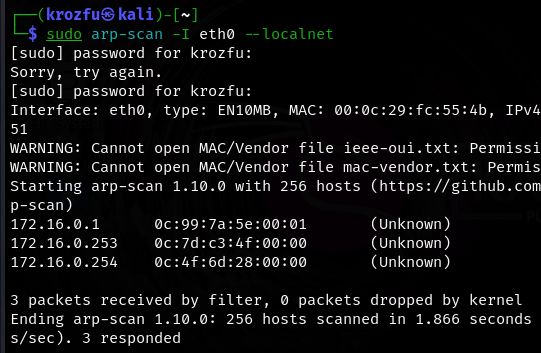 ┌──(krozfu㉿kali)-[~]
└─$ sudo arp-scan -I eth0 --localnet
[sudo] password for krozfu:
Sorry, try again.
[sudo] password for krozfu:
Interface: eth0, type: EN10MB, MAC: 00:0c:29:fc:55:4b, IPv4
51
WARNING: Cannot open MAC/Vendor file ieee-oui.txt: Permissi
WARNING: Cannot open MAC/Vendor file mac-vendor.txt: Permis
Starting arp-scan 1.10.0 with 256 hosts (https://github.com
p-scan)
172.16.0.1 0c:99:7a:5e:00:01 (Unknown)
172.16.0.253 0c:7d:c3:4f:00:00 (Unknown)
172.16.0.254 0c:4f:6d:28:00:00 (Unknown)
3 packets received by filter, 0 packets dropped by kernel
Ending arp-scan 1.10.0: 256 hosts scanned in 1.866 seconds
s/sec). 3 responded